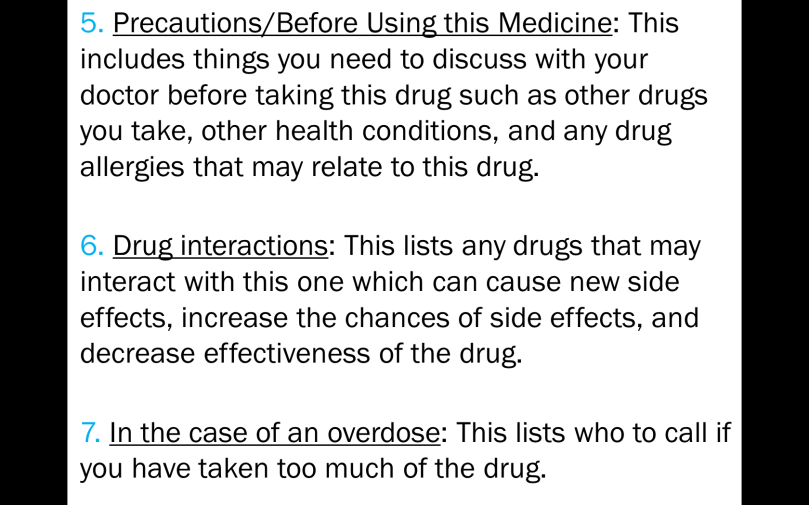 5. Precautions/Before Using this Medicine: This
includes things you need to discuss with your
doctor before taking this drug such as other drugs
you take, other health conditions, and any drug
allergies that may relate to this drug.
6. Drug interactions: This lists any drugs that may
interact with this one which can cause new side
effects, increase the chances of side effects, and
decrease effectiveness of the drug.
7. In the case of an overdose: This lists who to call if
you have taken too much of the drug.